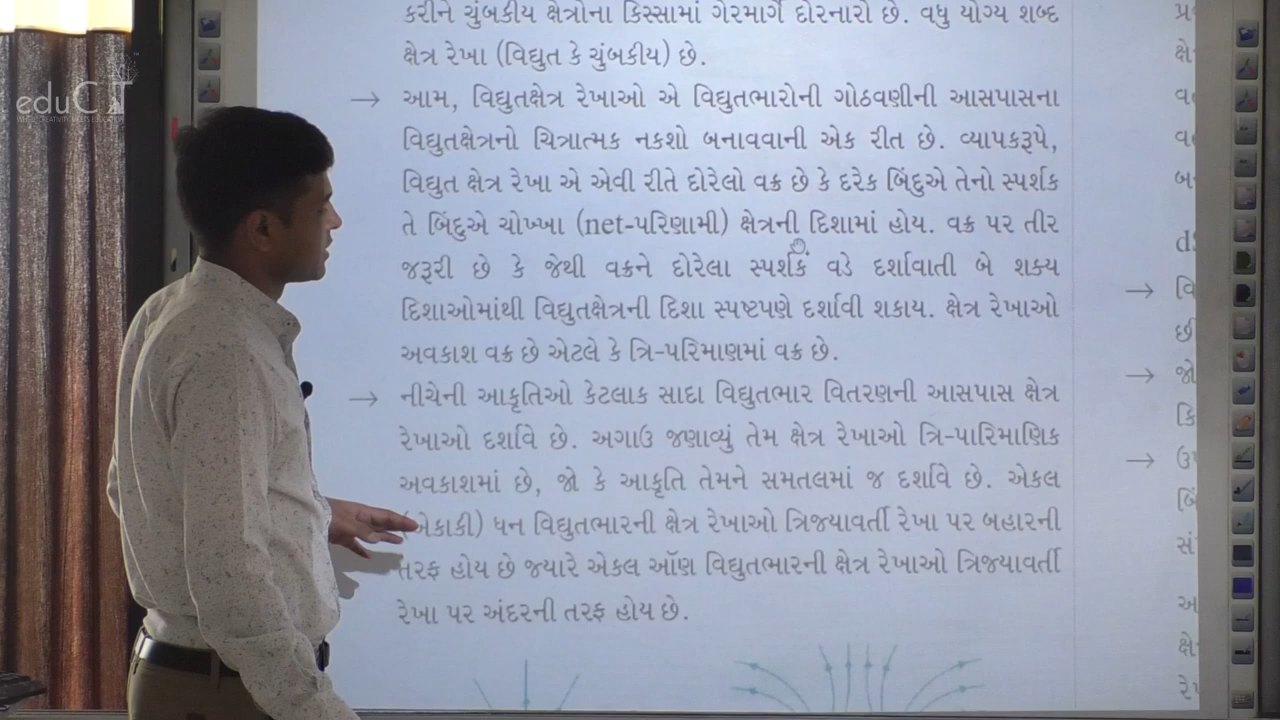 eduCAT
કરીને ચુંબકીય ક્ષેત્રોના કિસ્સામાં ગેરમાર્ગે દોરનારો છે. વધુ યોગ્ય શબ્દ
ક્ષેત્ર રેખા (વિદ્યુત કે ચુંબકીય) છે.
→ આમ, વિદ્યુતક્ષેત્ર રેખાઓ એ વિદ્યુતભારોની ગોઠવણીની આસપાસના
વિદ્યુતક્ષેત્રનો ચિત્રાત્મક નકશો બનાવવાની એક રીત છે. વ્યાપકરૂપે,
વિદ્યુત ક્ષેત્ર રેખા એ એવી રીતે દોરેલો વક્ર છે કે દરેક બિંદુએ તેનો સ્પર્શક
તે બિંદુએ ચોખ્ખા (net-પરિણામી) ક્ષેત્રની દિશામાં હોય. વક્ર પર તીર
જરૂરી છે કે જેથી વક્રને દોરેલા સ્પર્શક વડે દર્શાવાતી બે શક્ય
દિશાઓમાંથી વિદ્યુતક્ષેત્રની દિશા સ્પષ્ટપણે દર્શાવી શકાય. ક્ષેત્ર રેખાઓ
અવકાશ વક્ર છે એટલે કે ત્રિ-પરિમાણમાં વક્ર છે.
→ નીચેની આકૃતિઓ કેટલાક સાદા વિદ્યુતભાર વિતરણની આસપાસ ક્ષેત્ર
રેખાઓ દર્શાવે છે. અગાઉ જણાવ્યું તેમ ક્ષેત્ર રેખાઓ ત્રિ-પારિમાણિક
અવકાશમાં છે, જો કે આકૃતિ તેમને સમતલમાં જ દર્શાવે છે. એકલ
(એકાકી) ધન વિદ્યુતભારની ક્ષેત્ર રેખાઓ ત્રિજ્યાવર્તી રેખા પર બહારની
તરફ હોય છે જ્યારે એકલ ઋણ વિદ્યુતભારની ક્ષેત્ર રેખાઓ ત્રિજ્યાવર્તી
રેખા પર અંદરની તરફ હોય છે.